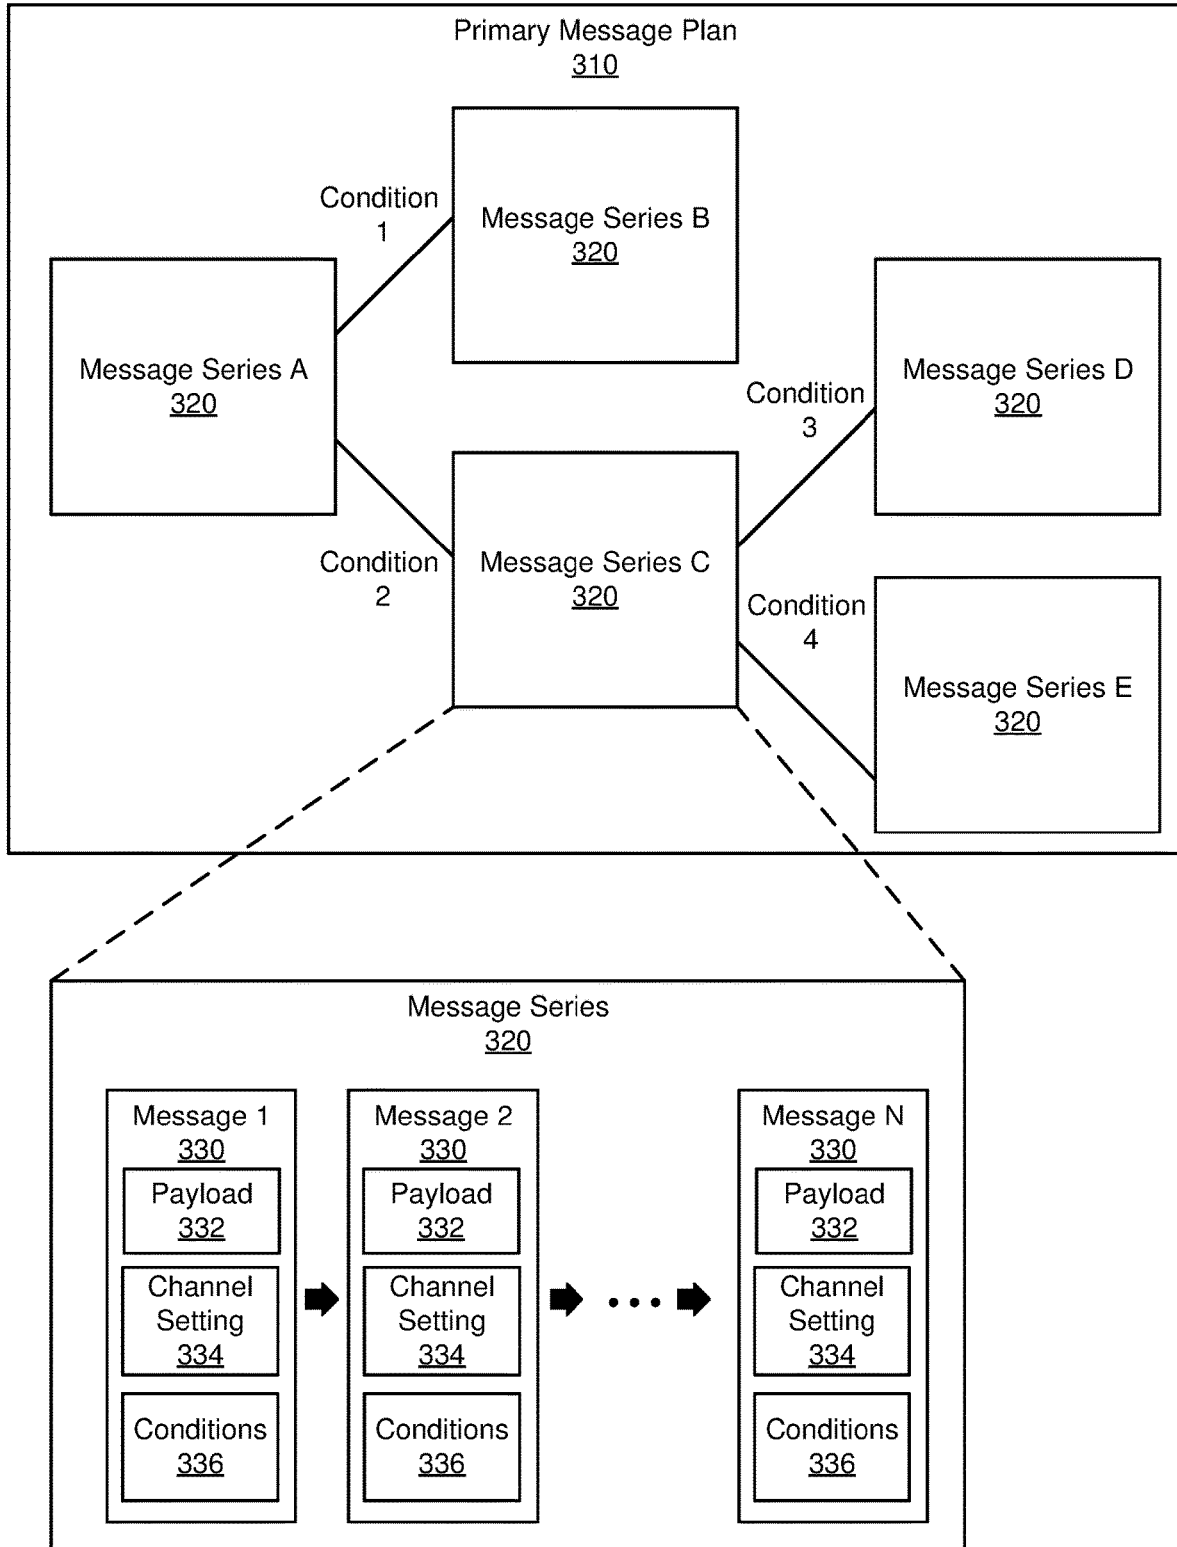 Primary Message Plan
310
Condition
1
Message Series B
320
Message Series A
320
Condition
2
Message Series C
320
Condition
3
Message Series D
320
Condition
4
Message Series E
320
Message Series
320
Message 1
330
Payload
332
Channel
Setting
334
Conditions
336
Message 2
330
Payload
332
Channel
Setting
334
Conditions
336
Message N
330
Payload
332
Channel
Setting
334
Conditions
336